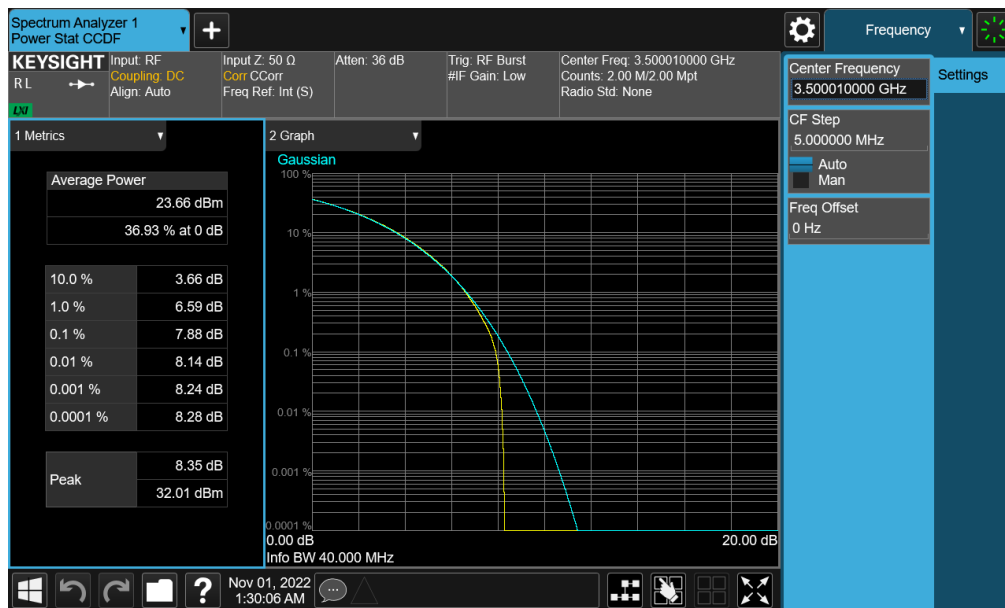 Spectrum Analyzer 1
Power Stat CCDF
+
Frequency
KEYSIGHT
RL
LXI
Input: RF
Coupling: DC
Align: Auto
Input Z: 50 Ω
Corr CCorr
Freq Ref: Int (S)
Atten: 36 dB
Trig: RF Burst
#IF Gain: Low
Center Freq: 3.500010000 GHz
Counts: 2.00 M/2.00 Mpt
Radio Std: None
Center Frequency
3.500010000 GHz
Settings
CF Step
5.000000 MHz
Auto
Man
Freq Offset
0 Hz
1 Metrics
Average Power
23.66 dBm
36.93 % at 0 dB
10.0 % 3.66 dB
1.0 % 6.59 dB
0.1 % 7.88 dB
0.01 % 8.14 dB
0.001 % 8.24 dB
0.0001 % 8.28 dB
Peak
8.35 dB
32.01 dBm
2 Graph
Gaussian
100 %
10 %
1 %
0.1 %
0.01 %
0.001 %
0.0001 %
0.00 dB 20.00 dB
Info BW 40.000 MHz
?
Nov 01, 2022
1:30:06 AM